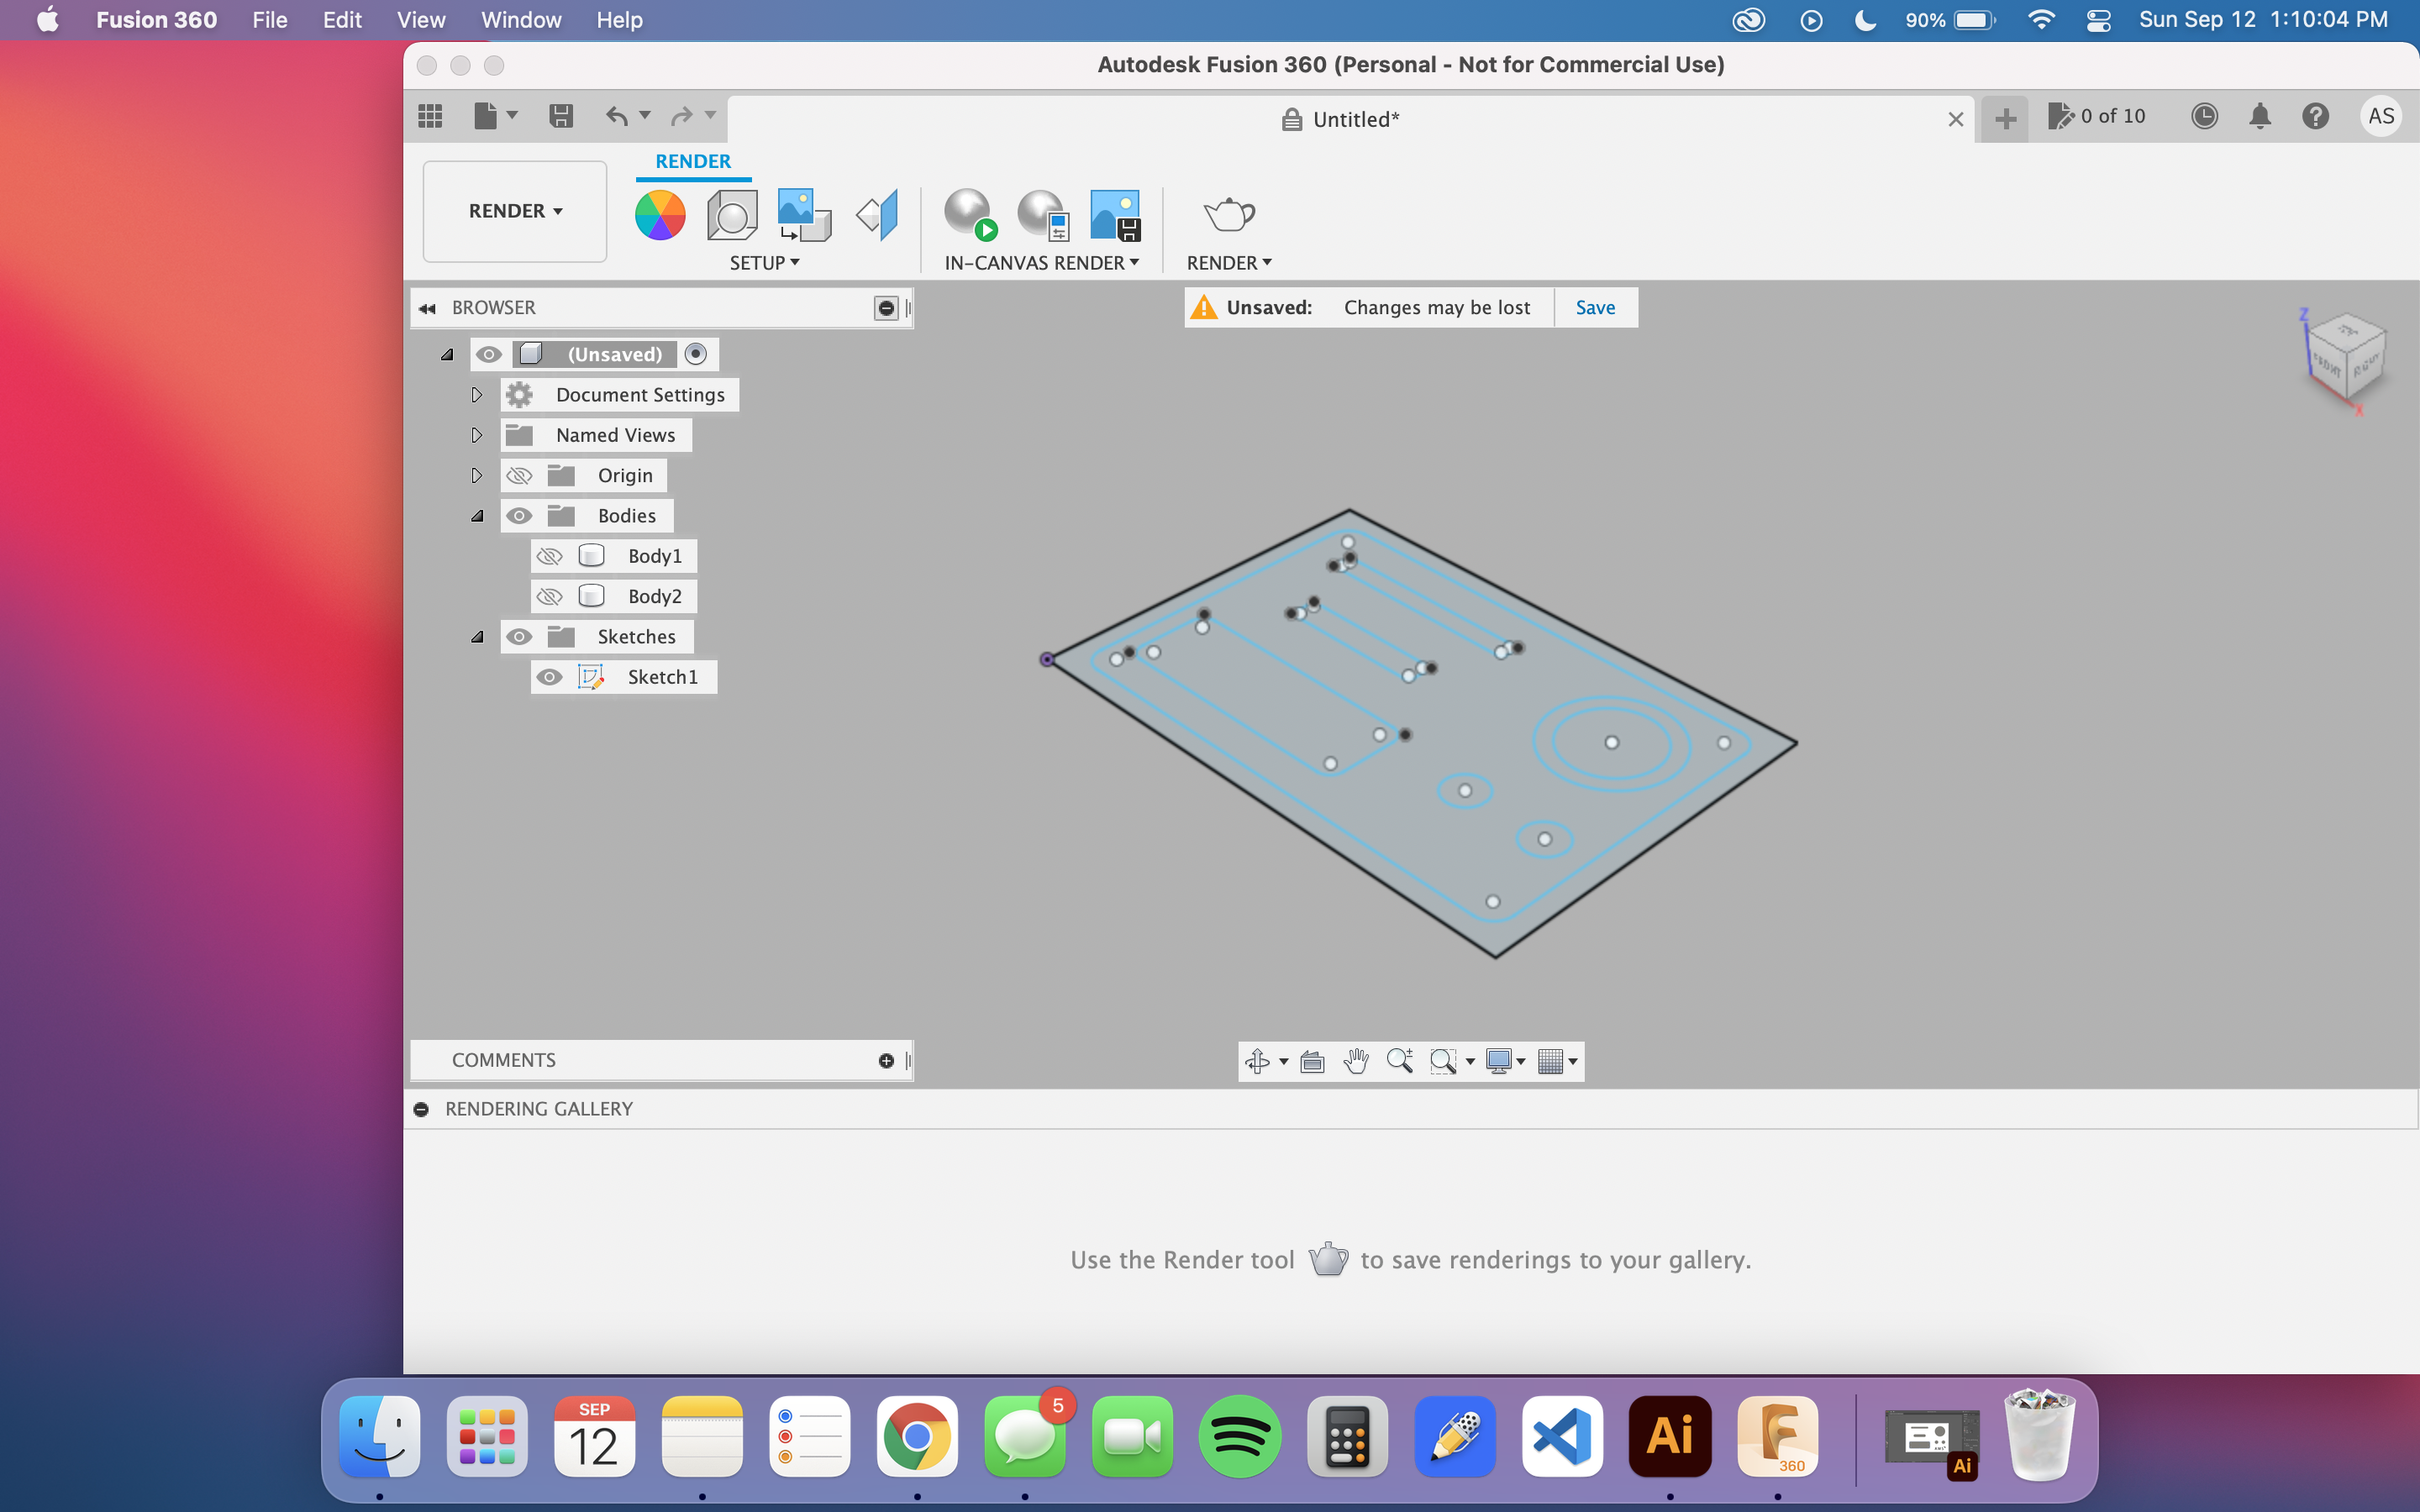 Fusion 360 File Edit View Window Help 90% Sun Sep 12 1:10:04 PM
Autodesk Fusion 360 (Personal - Not for Commercial Use)
Untitled* 0 of 10 AS
RENDER
RENDER
SETUP IN-CANVAS RENDER RENDER
BROWSER
Unsaved: Changes may be lost Save
(Unsaved)
Document Settings
Named Views
Origin
Bodies
Body1
Body2
Sketches
Sketch1
Z
FRONT
RIGHT
X
COMMENTS
RENDERING GALLERY
Use the Render tool to save renderings to your gallery.
SEP
12
5
Ai
360
Ai